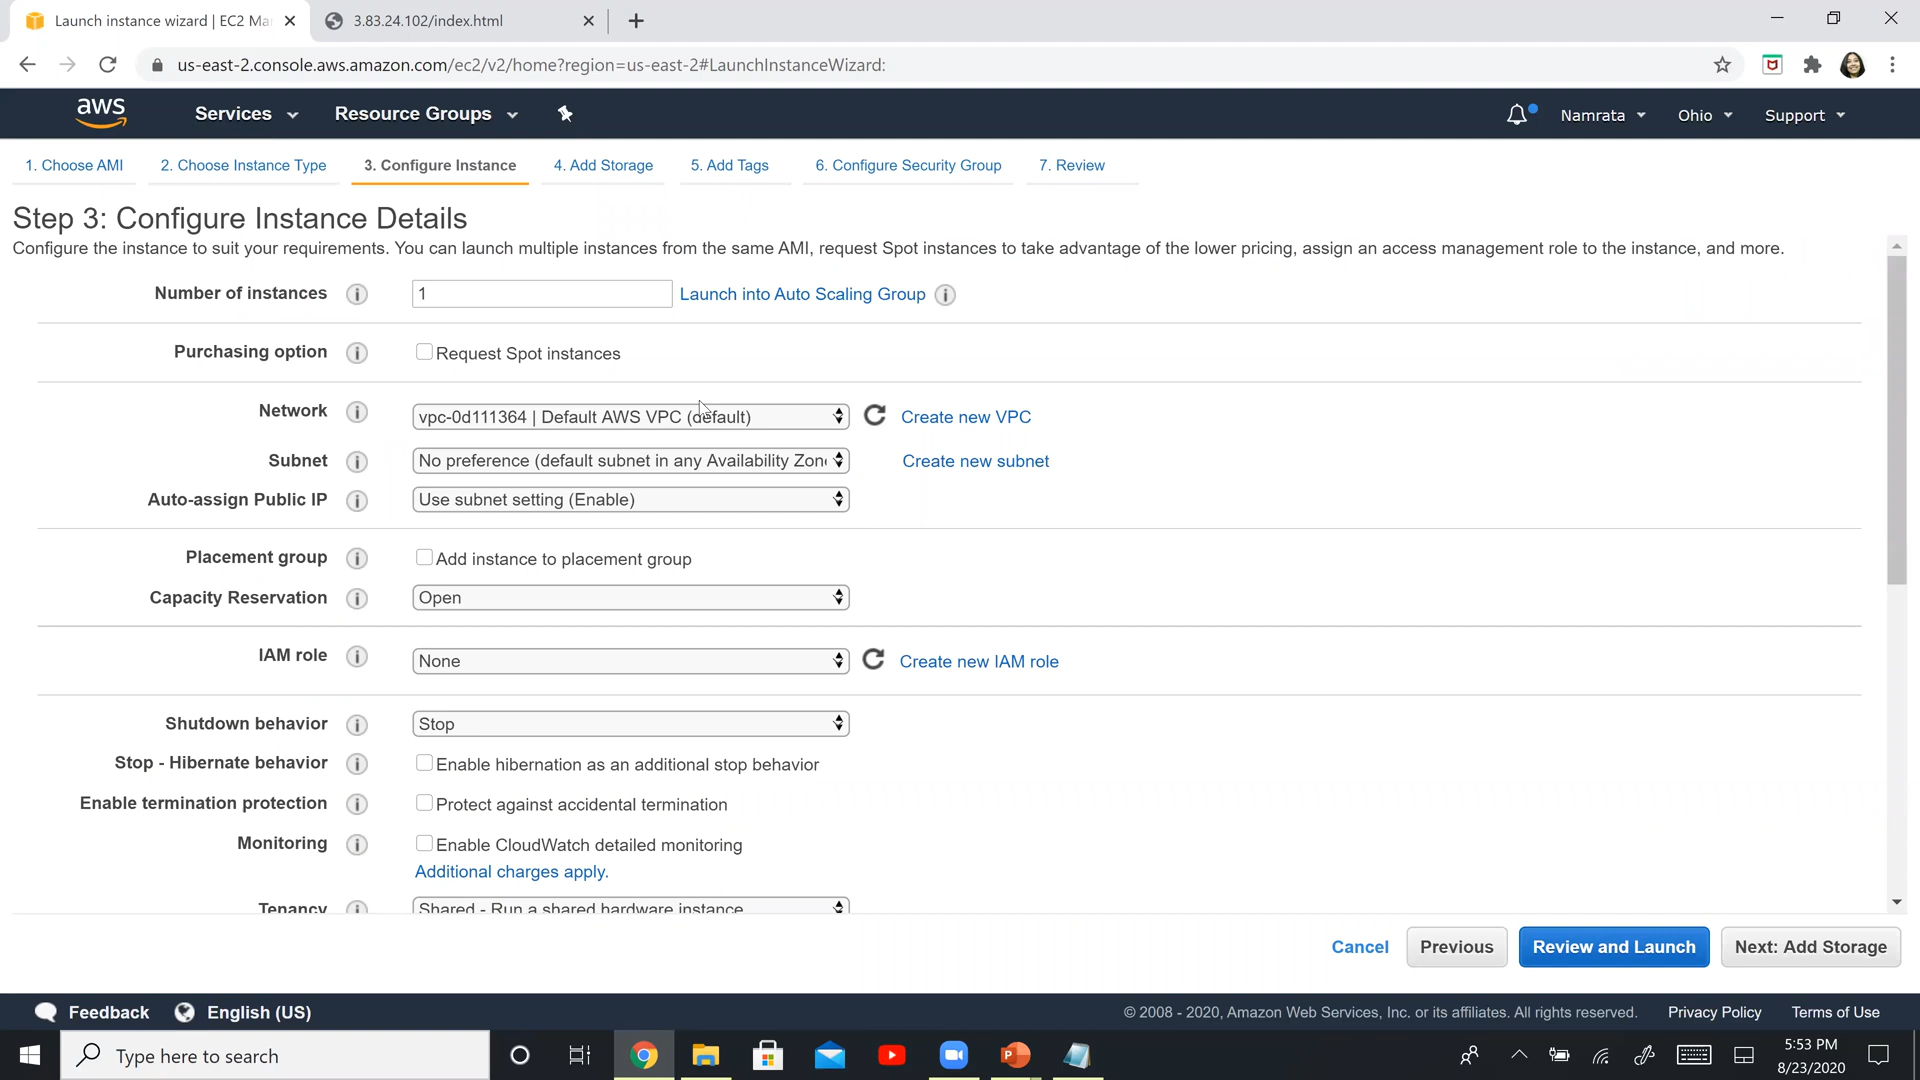 Launch instance wizard | EC2 Ma
3.83.24.102/index.html
us-east-2.console.aws.amazon.com/ec2/v2/home?region=us-east-2#LaunchInstanceWizard:
aws
Services
Resource Groups
Namrata
Ohio
Support
1. Choose AMI
2. Choose Instance Type
3. Configure Instance
4. Add Storage
5. Add Tags
6. Configure Security Group
7. Review
Step 3: Configure Instance Details
Configure the instance to suit your requirements. You can launch multiple instances from the same AMI, request Spot instances to take advantage of the lower pricing, assign an access management role to the instance, and more.
Number of instances
1
Launch into Auto Scaling Group
Purchasing option
Request Spot instances
Network
vpc-0d111364 | Default AWS VPC (default)
Create new VPC
Subnet
No preference (default subnet in any Availability Zon
Create new subnet
Auto-assign Public IP
Use subnet setting (Enable)
Placement group
Add instance to placement group
Capacity Reservation
Open
IAM role
None
Create new IAM role
Shutdown behavior
Stop
Stop - Hibernate behavior
Enable hibernation as an additional stop behavior
Enable termination protection
Protect against accidental termination
Monitoring
Enable CloudWatch detailed monitoring
Additional charges apply.
Tenancy
Shared - Run a shared hardware instance
Cancel
Previous
Review and Launch
Next: Add Storage
Feedback
English (US)
© 2008 - 2020, Amazon Web Services, Inc. or its affiliates. All rights reserved.
Privacy Policy
Terms of Use
Type here to search
5:53 PM
8/23/2020